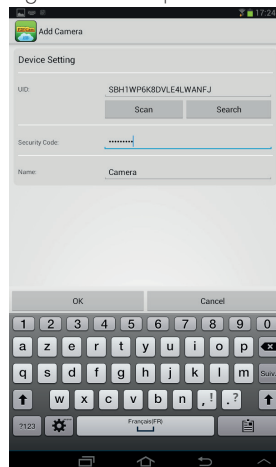 17:24
Add Camera
Device Setting
UID:
SBH1WP6K8DVLE4LWANFJ
Scan Search
Security Code:
•••••••••
Name:
Camera
OK Cancel
1 2 3 4 5 6 7 8 9 0
a z e r t y u i o p
q s d f g h j k l m Suiv.
w x c v b n , ! . ?
?123 Français(FR)